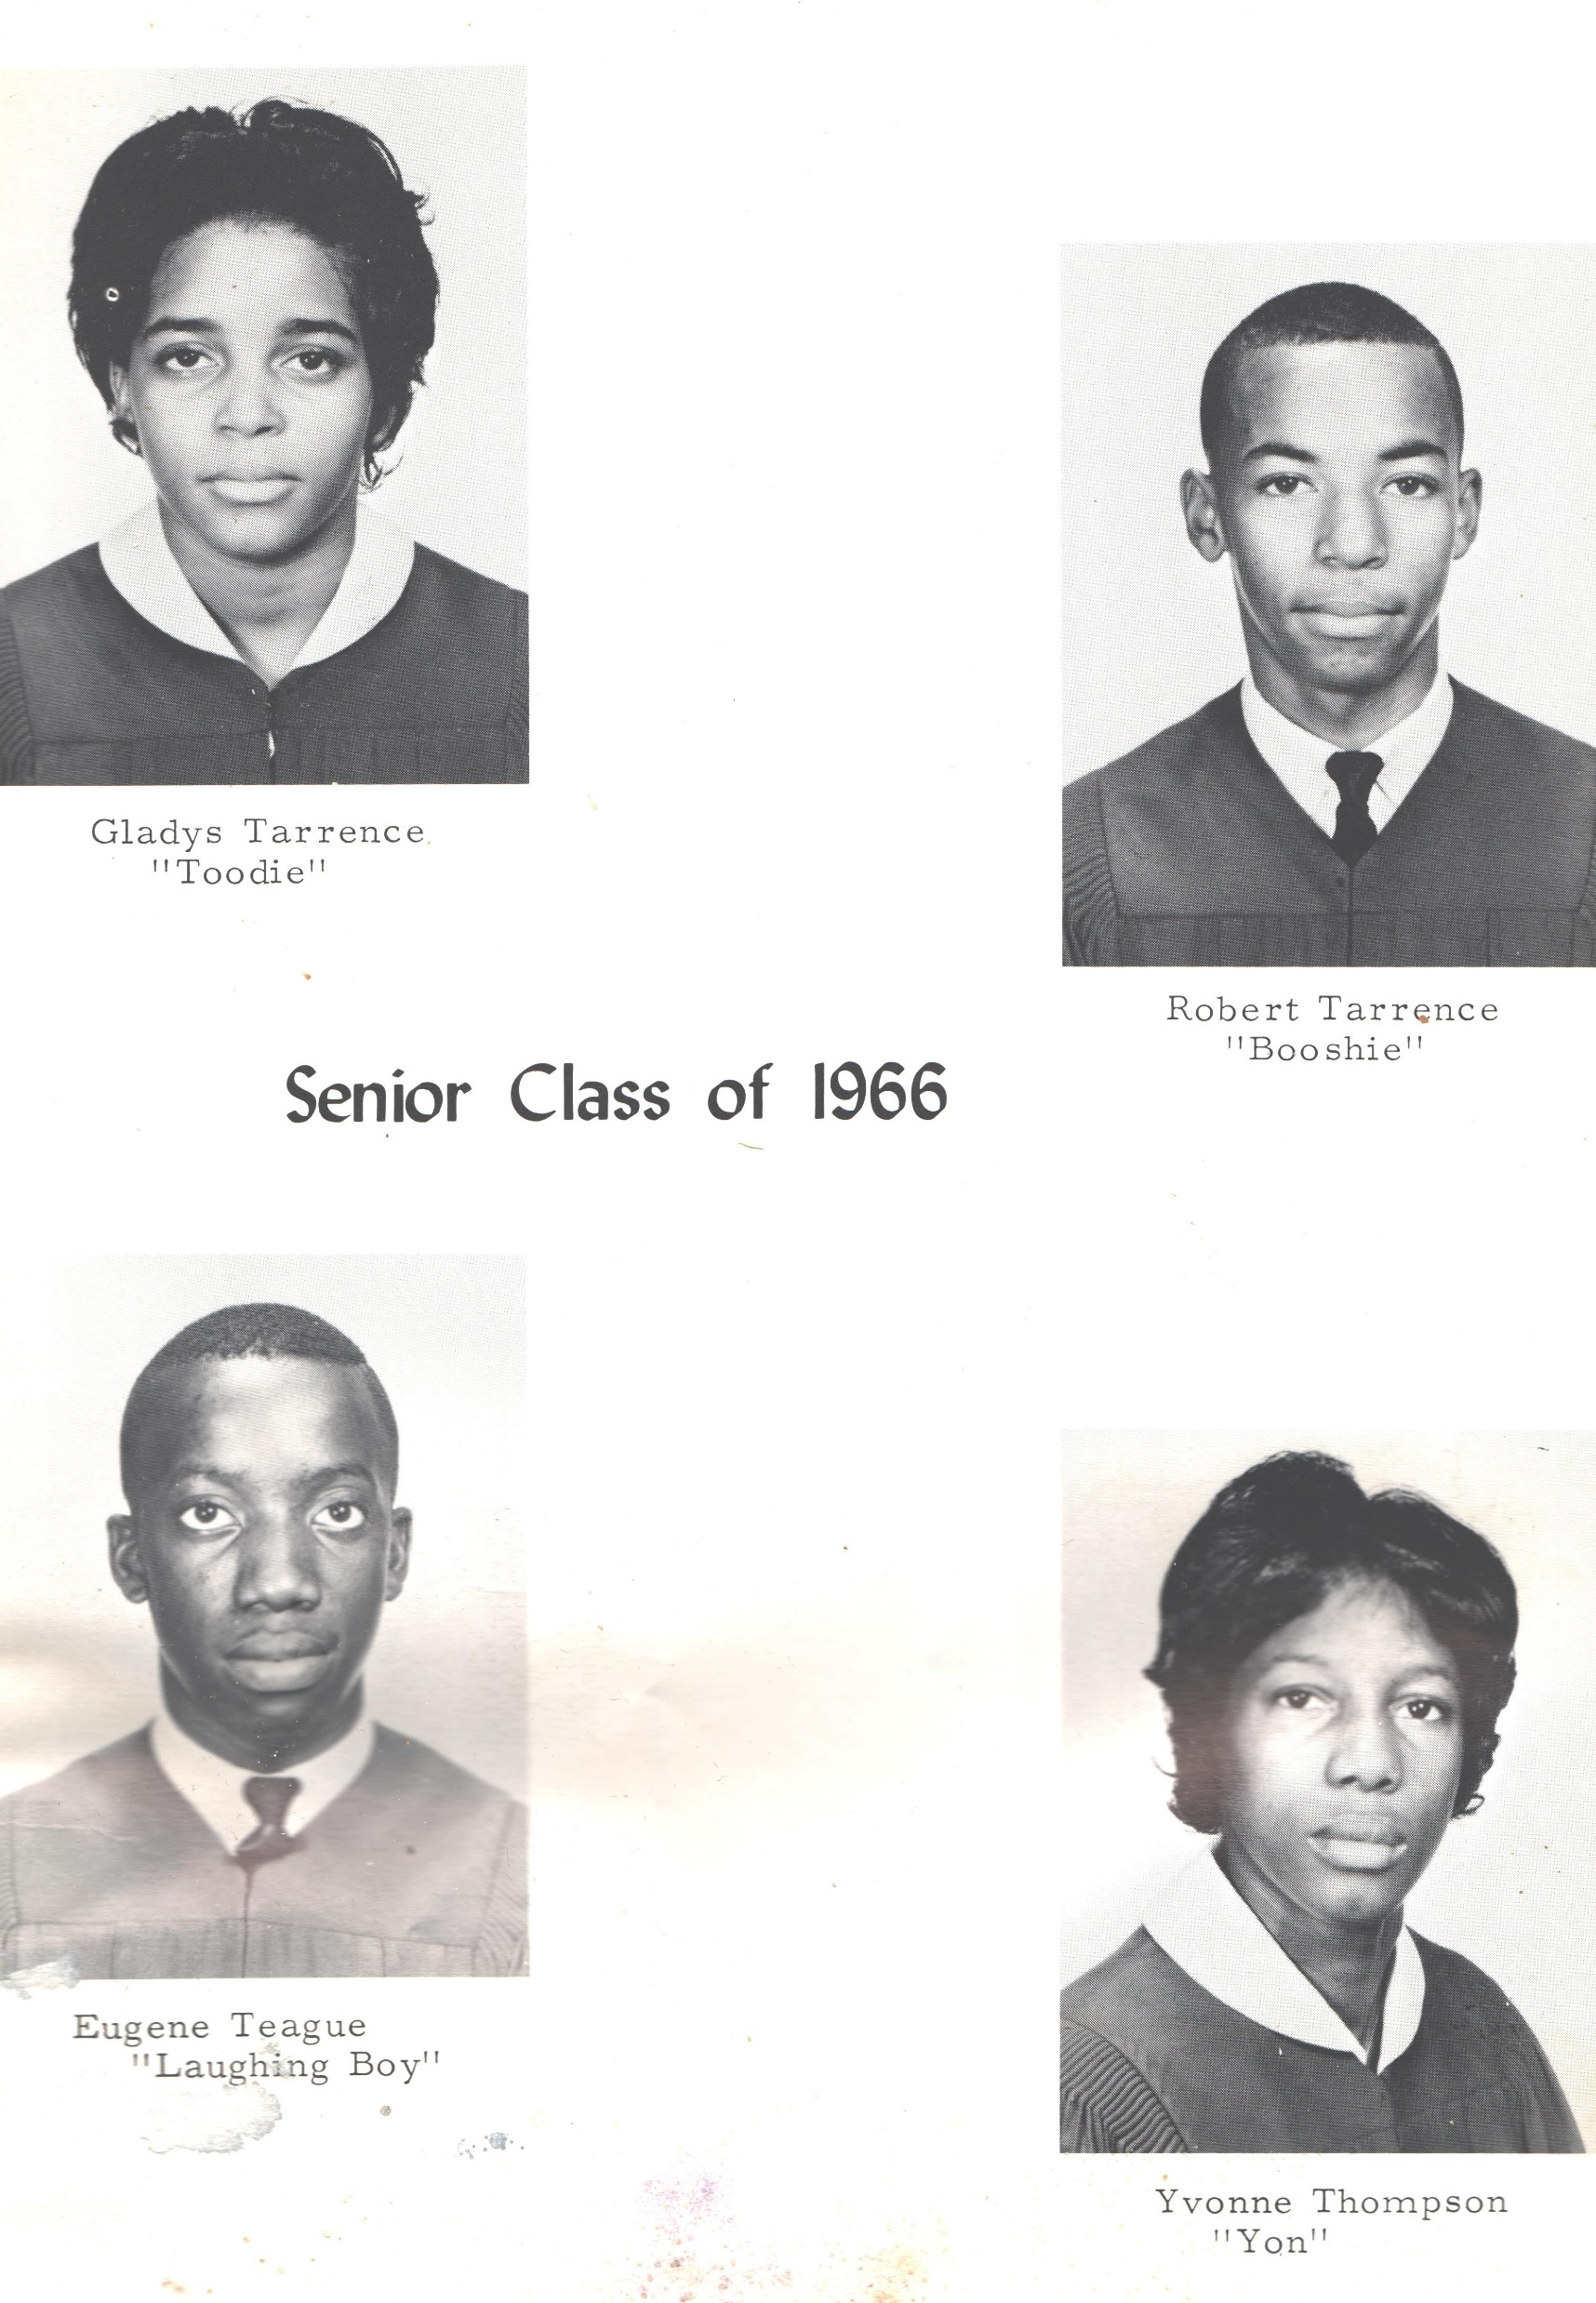 Gladys Tarrence
"Toodie"
Robert Tarrence
"Booshie"
Senior Class of 1966
Eugene Teague
"Laughing Boy"
Yvonne Thompson
"Yon"